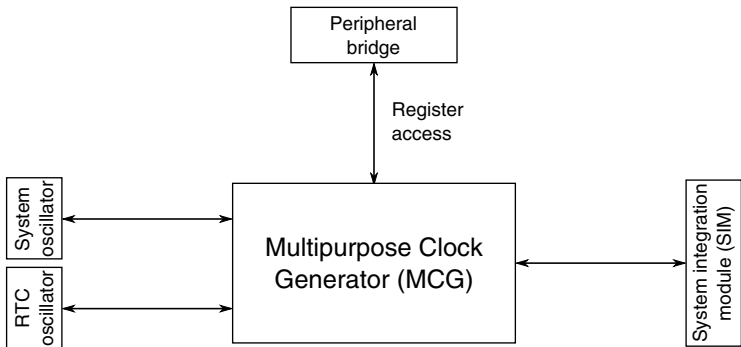 Peripheral
bridge
Register
access
System
oscillator
RTC
oscillator
Multipurpose Clock
Generator (MCG)
System integration
module (SIM)